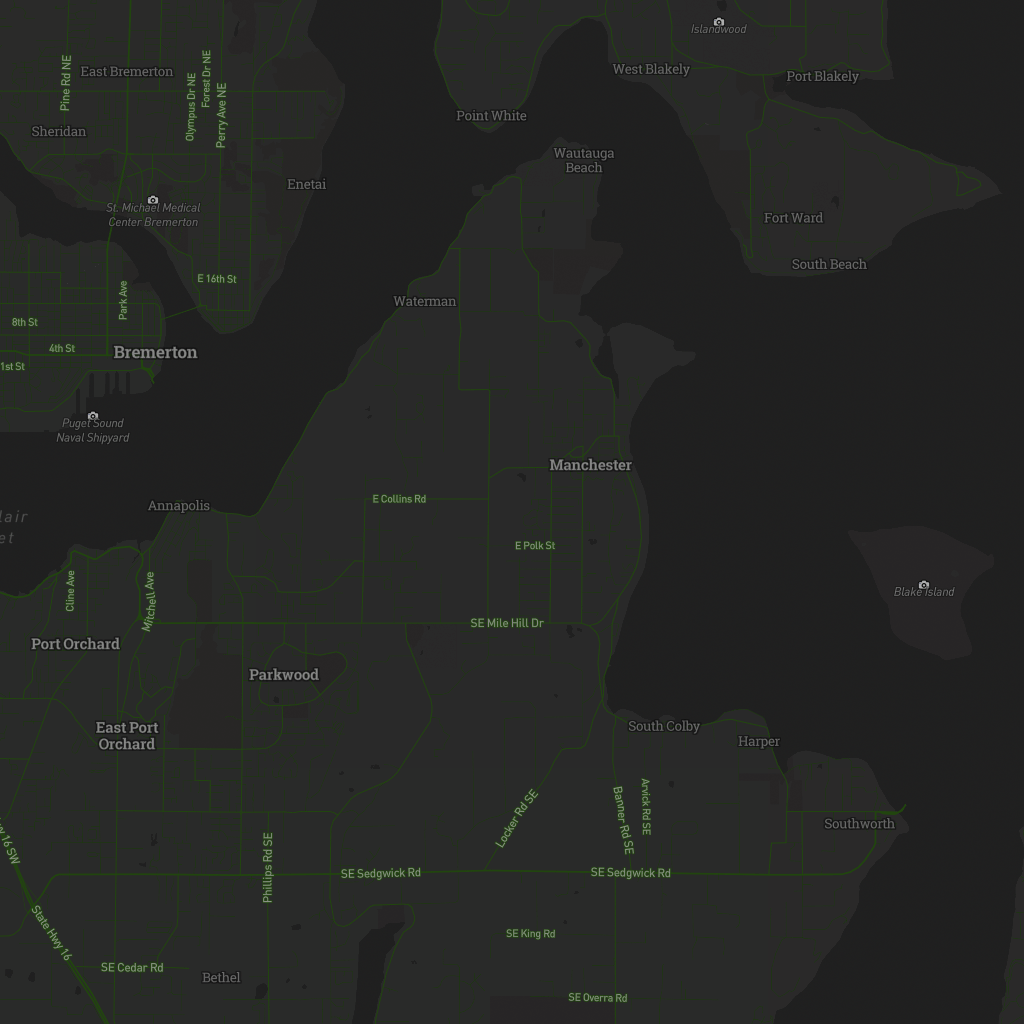 Islandwood
West Blakely
Port Blakely
East Bremerton
Pine Rd NE
Olympus Dr NE
Forest Dr NE
Perry Ave NE
Point White
Sheridan
Wautauga
Beach
Enetai
St. Michael Medical
Center Bremerton
Fort Ward
South Beach
E 16th St
Park Ave
Waterman
8th St
4th St
Bremerton
1st St
Puget Sound
Naval Shipyard
Manchester
E Collins Rd
Annapolis
lair
et
E Polk St
Cline Ave
Mitchell Ave
Blake Island
SE Mile Hill Dr
Port Orchard
Parkwood
East Port
Orchard
South Colby
Harper
Locker Rd SE
Banner Rd SE
Arvick Rd SE
Southworth
Hwy 16 SW
Phillips Rd SE
SE Sedgwick Rd
SE Sedgwick Rd
State Hwy 16
SE King Rd
SE Cedar Rd
Bethel
SE Overra Rd